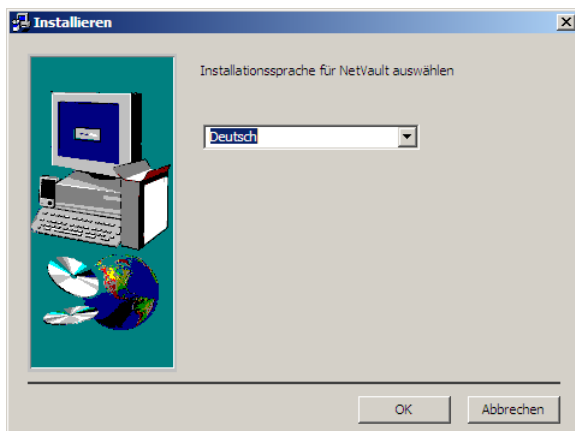 Installieren
Installationssprache für NetVault auswählen
Deutsch
OK
Abbrechen